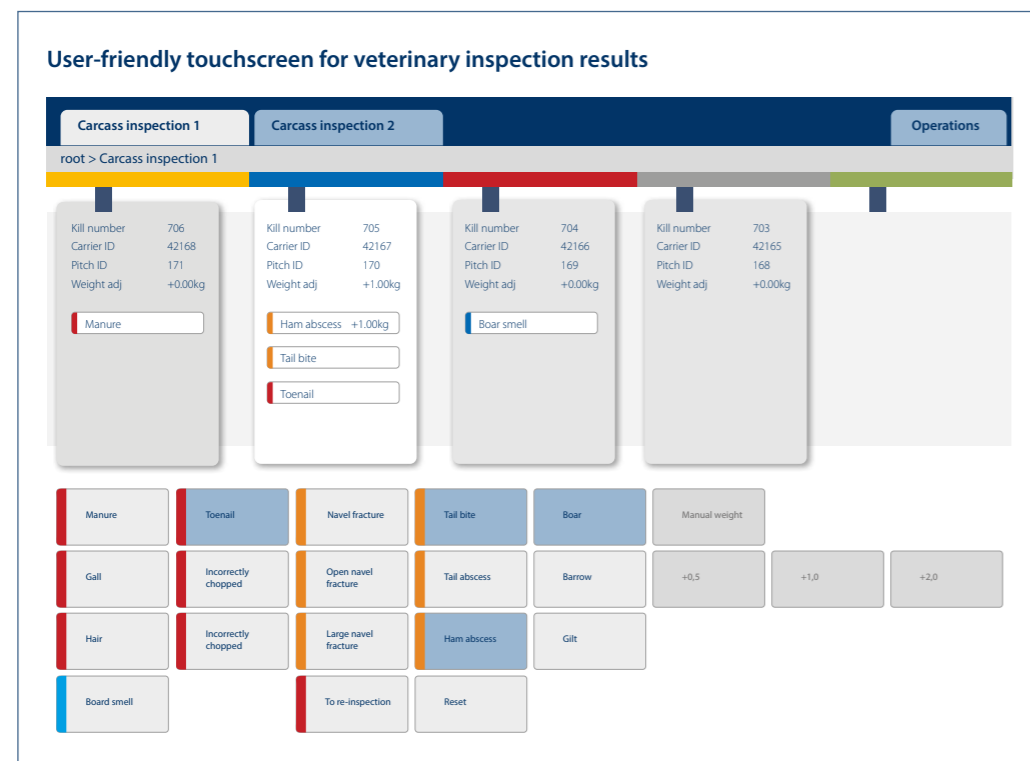 User-friendly touchscreen for veterinary inspection results
Carcass inspection 1
Carcass inspection 2
Operations
root > Carcass inspection 1
Kill number 706
Carrier ID 42168
Pitch ID 171
Weight adj +0.00kg
Manure
Kill number 705
Carrier ID 42167
Pitch ID 170
Weight adj +1.00kg
Ham abscess +1.00kg
Tail bite
Toenail
Kill number 704
Carrier ID 42166
Pitch ID 169
Weight adj +0.00kg
Boar smell
Kill number 703
Carrier ID 42165
Pitch ID 168
Weight adj +0.00kg
Manure
Toenail
Navel fracture
Tail bite
Boar
Manual weight
Gall
Incorrectly
chopped
Open navel
fracture
Tail abscess
Barrow
+0,5
+1,0
+2,0
Hair
Incorrectly
chopped
Large navel
fracture
Ham abscess
Gilt
Board smell
To re-inspection
Reset